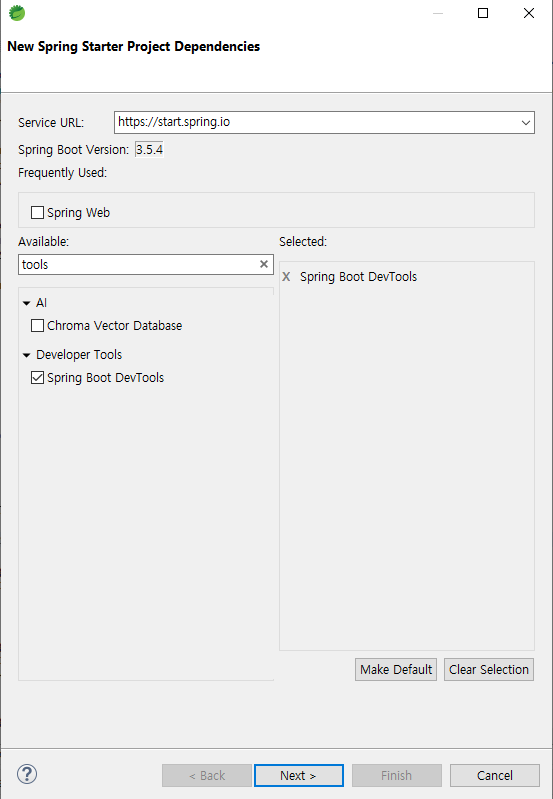 New Spring Starter Project Dependencies
Service URL: https://start.spring.io
Spring Boot Version: 3.5.4
Frequently Used:
Spring Web
Available: Selected:
tools
X Spring Boot DevTools
AI
Chroma Vector Database
Developer Tools
Spring Boot DevTools
Make Default Clear Selection
? < Back Next > Finish Cancel